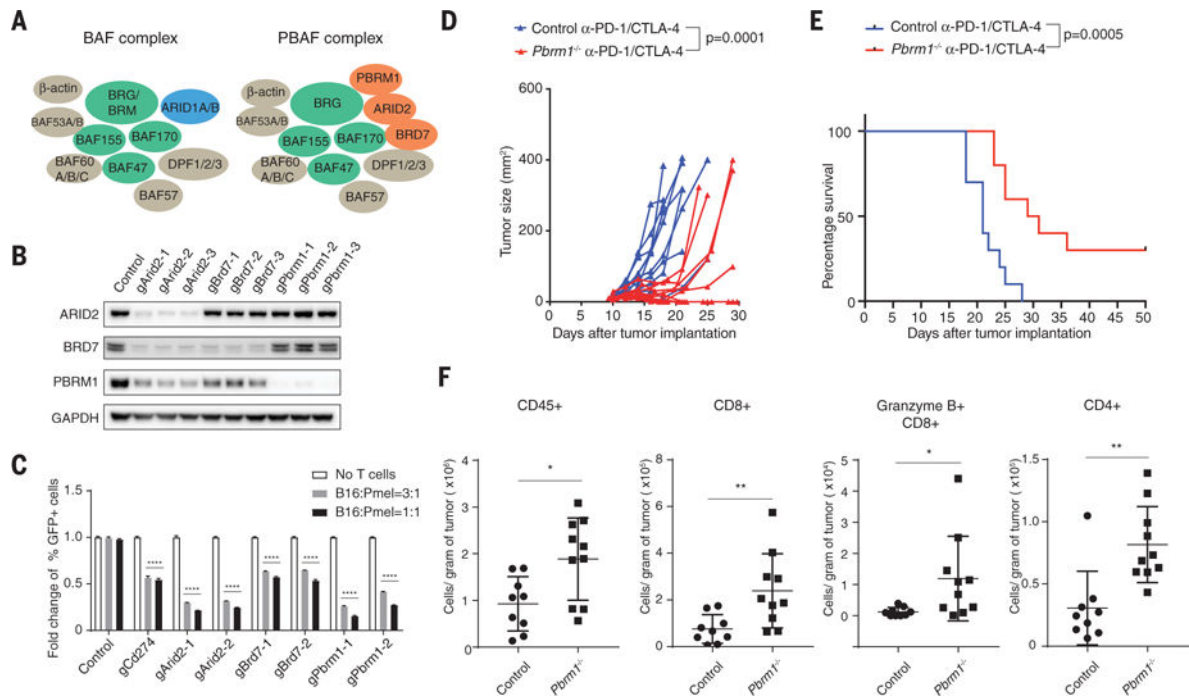 A
BAF complex
PBAF complex
β-actin
BRG/
BRM
ARID1A/B
BAF53A/B
BAF155
BAF170
BAF60
A/B/C
BAF47
DPF1/2/3
BAF57
PBRM1
β-actin
BRG
ARID2
BAF53A/B
BRD7
BAF155
BAF170
BAF60
A/B/C
BAF47
DPF1/2/3
BAF57
B
Control
gArid2-1
gArid2-2
gArid2-3
gBrd7-1
gBrd7-2
gBrd7-3
gPbrm1-1
gPbrm1-2
gPbrm1-3
ARID2
BRD7
PBRM1
GAPDH
C
No T cells
B16:Pmel=3:1
B16:Pmel=1:1
Fold change of % GFP+ cells
1.0
0.5
0
****
****
****
****
****
****
****
Control
gCd274
gArid2-1
gArid2-2
gBrd7-1
gBrd7-2
gPbrm1-1
gPbrm1-2
D
Control α-PD-1/CTLA-4
Pbrm1-/- α-PD-1/CTLA-4
p=0.0001
Tumor size (mm²)
600
400
200
0
0 5 10 15 20 25 30
Days after tumor implantation
E
Control α-PD-1/CTLA-4
Pbrm1-/- α-PD-1/CTLA-4
p=0.0005
Percentage survival
100
50
0
0 5 10 15 20 25 30 35 40 45 50
Days after tumor implantation
F
CD45+
Cells/ gram of tumor ( x10⁶)
4
3
2
1
0
*
Control
Pbrm1-/-
CD8+
Cells/ gram of tumor ( x10⁵)
8
6
4
2
0
**
Control
Pbrm1-/-
Granzyme B+
CD8+
Cells/ gram of tumor ( x10⁴)
5
4
3
2
1
0
*
Control
Pbrm1-/-
CD4+
Cells/ gram of tumor ( x10⁵)
1.5
1.0
0.5
0
**
Control
Pbrm1-/-